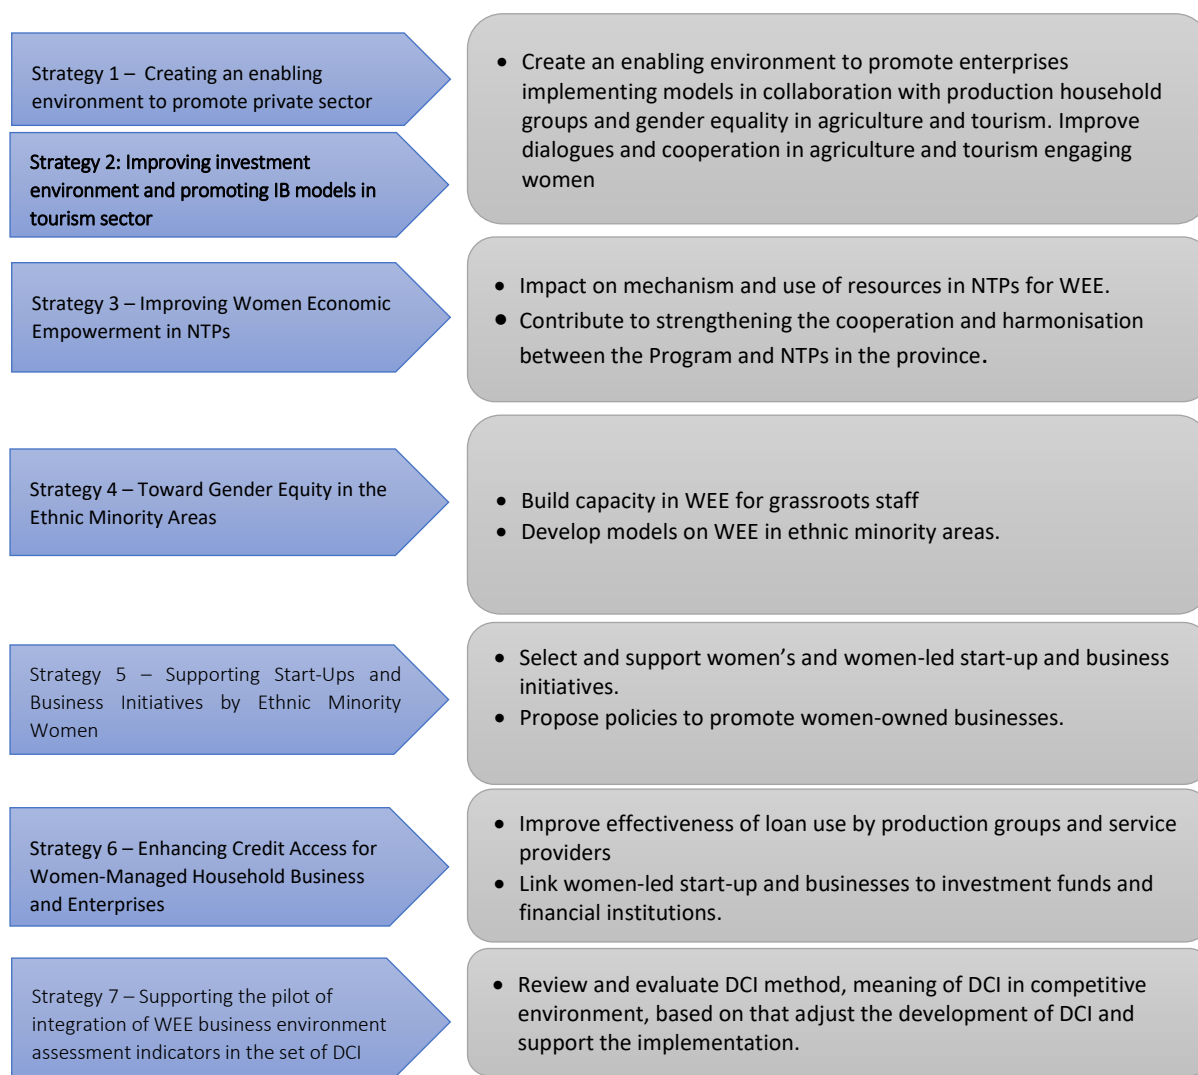 Strategy 1 – Creating an enabling
environment to promote private sector
Strategy 2: Improving investment
environment and promoting IB models in
tourism sector
• Create an enabling environment to promote enterprises
implementing models in collaboration with production household
groups and gender equality in agriculture and tourism. Improve
dialogues and cooperation in agriculture and tourism engaging
women
Strategy 3 – Improving Women Economic
Empowerment in NTPs
• Impact on mechanism and use of resources in NTPs for WEE.
• Contribute to strengthening the cooperation and harmonisation
between the Program and NTPs in the province.
Strategy 4 – Toward Gender Equity in the
Ethnic Minority Areas
• Build capacity in WEE for grassroots staff
• Develop models on WEE in ethnic minority areas.
Strategy 5 – Supporting Start-Ups and
Business Initiatives by Ethnic Minority
Women
• Select and support women’s and women-led start-up and business
initiatives.
• Propose policies to promote women-owned businesses.
Strategy 6 – Enhancing Credit Access for
Women-Managed Household Business
and Enterprises
• Improve effectiveness of loan use by production groups and service
providers
• Link women-led start-up and businesses to investment funds and
financial institutions.
Strategy 7 – Supporting the pilot of
integration of WEE business environment
assessment indicators in the set of DCI
• Review and evaluate DCI method, meaning of DCI in competitive
environment, based on that adjust the development of DCI and
support the implementation.